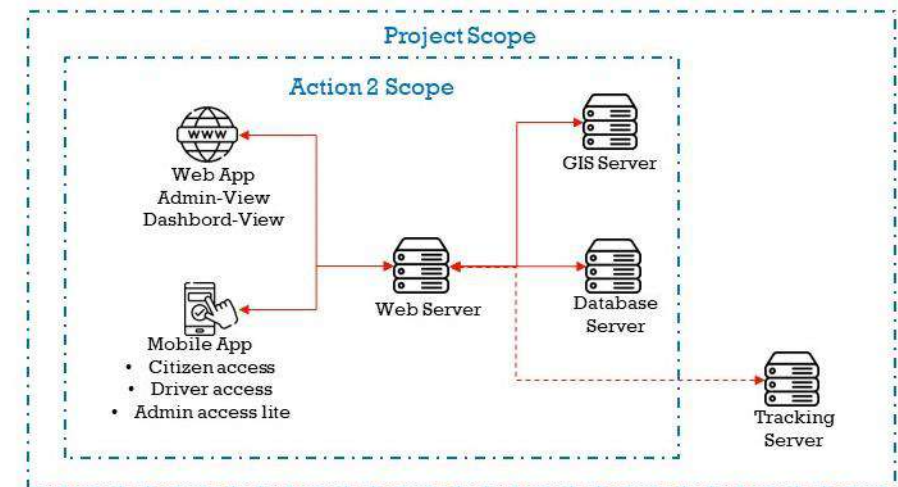 Project Scope
Action 2 Scope
WWW
Web App
Admin-View
Dashbord-View
GIS Server
Web Server
Database
Server
Mobile App
• Citizen access
• Driver access
• Admin access lite
Tracking
Server